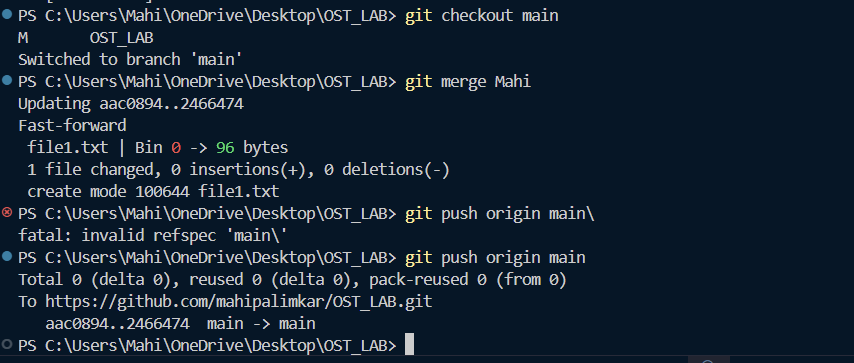 PS C:\Users\Mahi\OneDrive\Desktop\OST_LAB> git checkout main
M       OST_LAB
Switched to branch 'main'
PS C:\Users\Mahi\OneDrive\Desktop\OST_LAB> git merge Mahi
Updating aac0894..2466474
Fast-forward
 file1.txt | Bin 0 -> 96 bytes
 1 file changed, 0 insertions(+), 0 deletions(-)
 create mode 100644 file1.txt
PS C:\Users\Mahi\OneDrive\Desktop\OST_LAB> git push origin main\
fatal: invalid refspec 'main\'
PS C:\Users\Mahi\OneDrive\Desktop\OST_LAB> git push origin main
Total 0 (delta 0), reused 0 (delta 0), pack-reused 0 (from 0)
To https://github.com/mahipalimkar/OST_LAB.git
   aac0894..2466474  main -> main
PS C:\Users\Mahi\OneDrive\Desktop\OST_LAB>